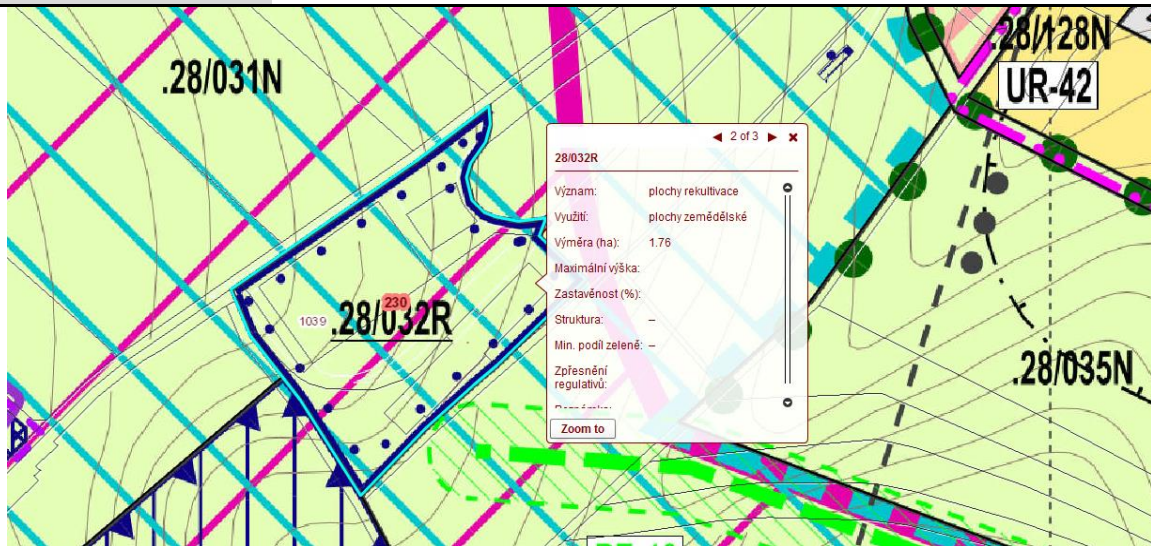 .28/031N
.28/128N
UR-42
◄ 2 of 3 ► ×
28/032R
Význam: plochy rekultivace
Využití: plochy zemědělské
Výměra (ha): 1.76
Maximální výška:
Zastavěnost (%):
Struktura: –
Min. podíl zeleně: –
Zpřesnění
regulativů:
Zoom to
230
1039
.28/032R
.28/035N